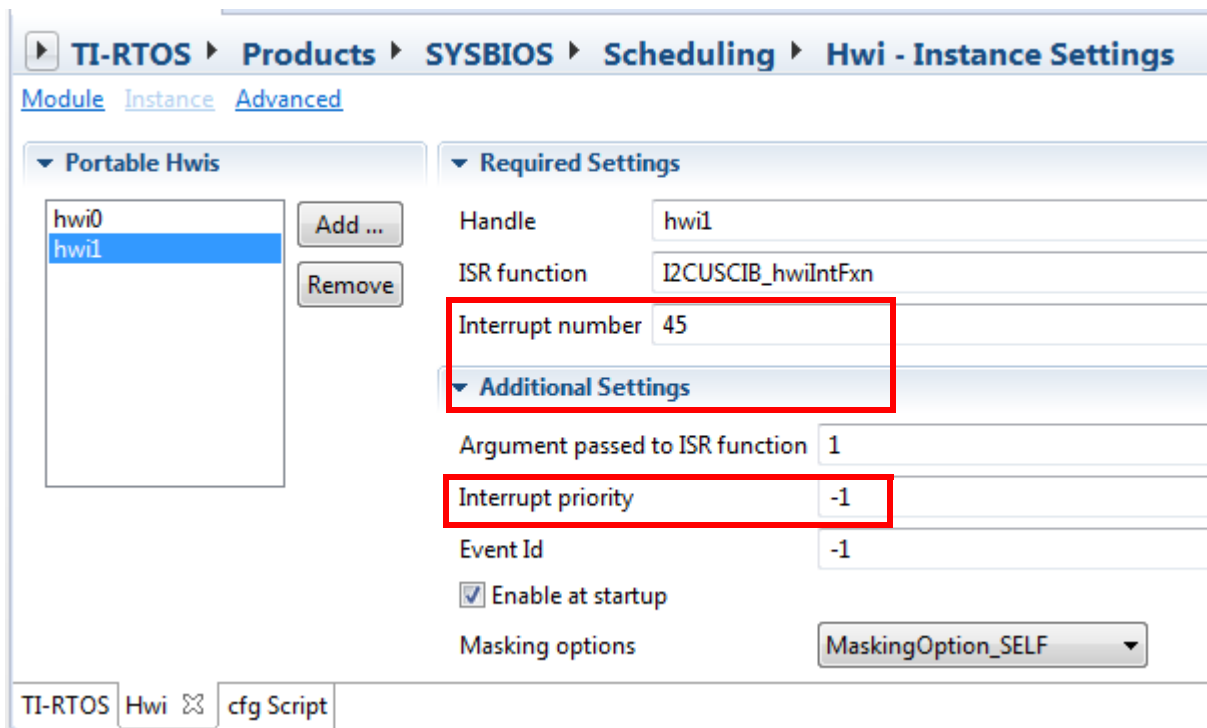 TI-RTOS Products SYSBIOS Scheduling Hwi - Instance Settings
Module Instance Advanced
Portable Hwis
hwi0
hwi1
Add ...
Remove
Required Settings
Handle hwi1
ISR function I2CUSCIB_hwiIntFxn
Interrupt number 45
Additional Settings
Argument passed to ISR function 1
Interrupt priority -1
Event Id -1
Enable at startup
Masking options MaskingOption_SELF
TI-RTOS Hwi cfg Script